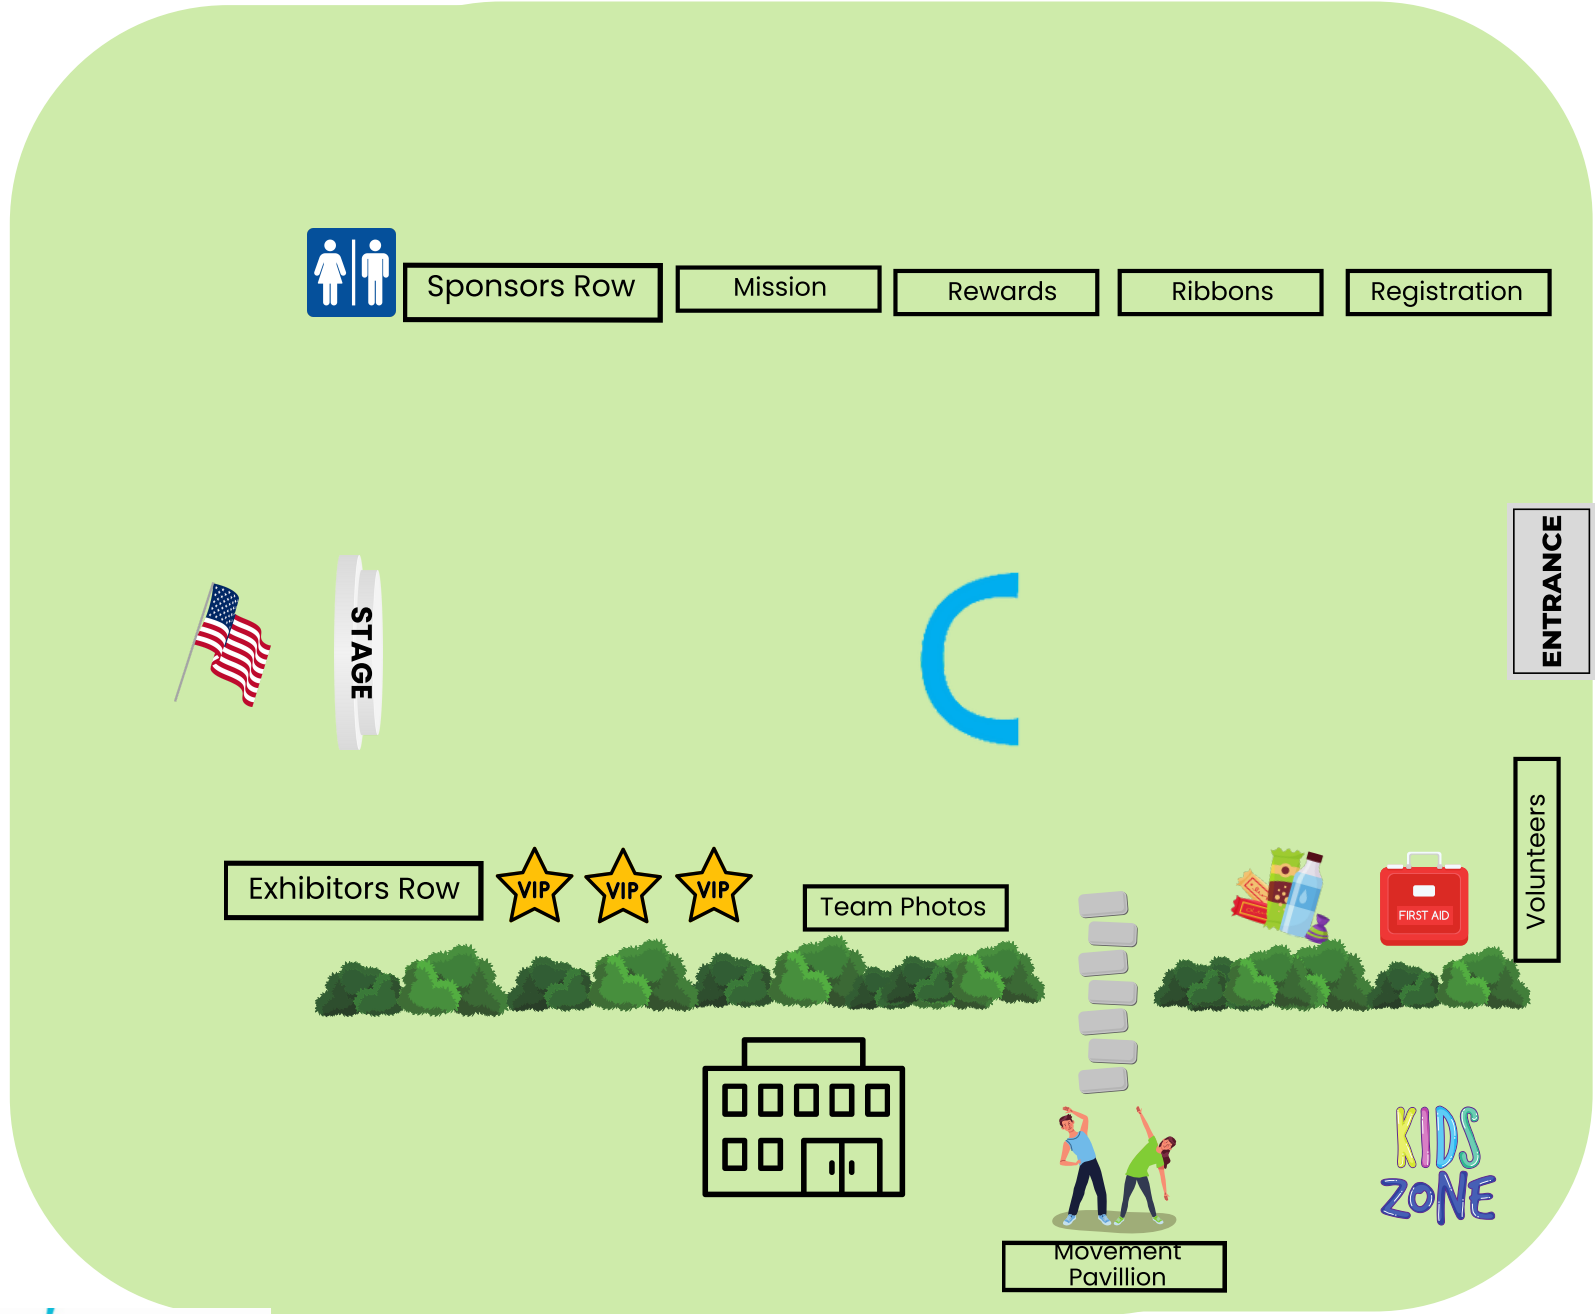 Sponsors Row
Mission
Rewards
Ribbons
Registration
ENTRANCE
STAGE
Volunteers
Exhibitors Row
VIP
VIP
VIP
Team Photos
FIRST AID
KIDS
ZONE
Movement
Pavillion